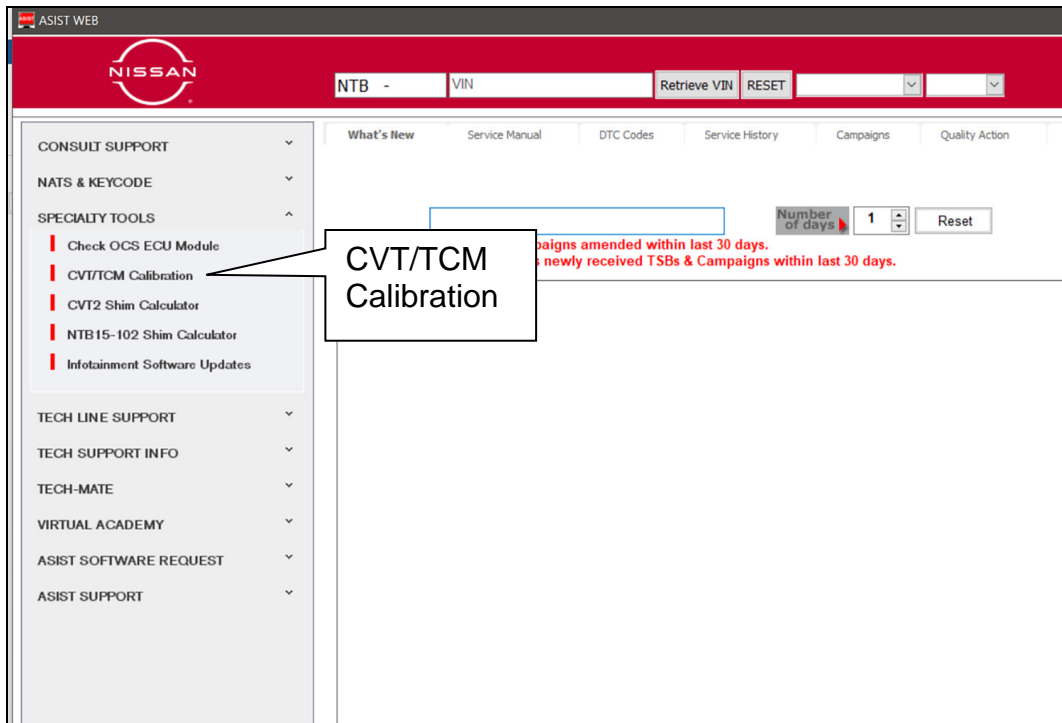 ASIST WEB
NISSAN
NTB - VIN Retrieve VIN RESET
What's New Service Manual DTC Codes Service History Campaigns Quality Action
CONSULT SUPPORT
NATS & KEYCODE
SPECIALTY TOOLS
Check OCS ECU Module
CVT/TCM Calibration
CVT2 Shim Calculator
NTB15-102 Shim Calculator
Infotainment Software Updates
TECH LINE SUPPORT
TECH SUPPORT INFO
TECH-MATE
VIRTUAL ACADEMY
ASIST SOFTWARE REQUEST
ASIST SUPPORT
Number
of days 1 Reset
amended within last 30 days.
newly received TSBs & Campaigns within last 30 days.
CVT/TCM
Calibration